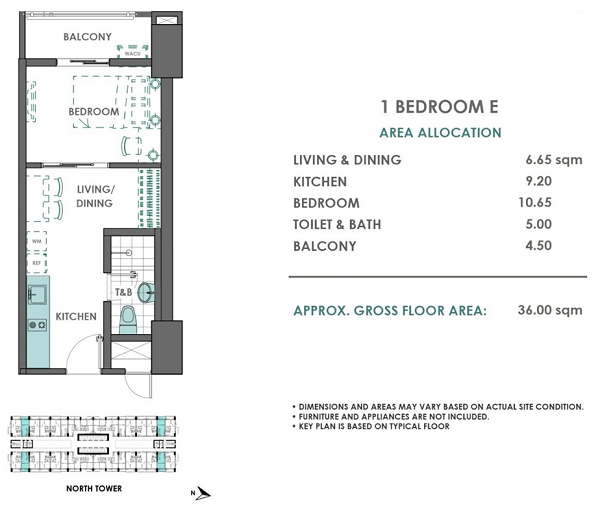 BALCONY
WACU
BEDROOM
LIVING/
DINING
WM
REF
T&B
KITCHEN
1 BEDROOM E
AREA ALLOCATION
LIVING & DINING 6.65 sqm
KITCHEN 9.20
BEDROOM 10.65
TOILET & BATH 5.00
BALCONY 4.50
APPROX. GROSS FLOOR AREA: 36.00 sqm
• DIMENSIONS AND AREAS MAY VARY BASED ON ACTUAL SITE CONDITION.
• FURNITURE AND APPLIANCES ARE NOT INCLUDED.
• KEY PLAN IS BASED ON TYPICAL FLOOR
NORTH TOWER
N